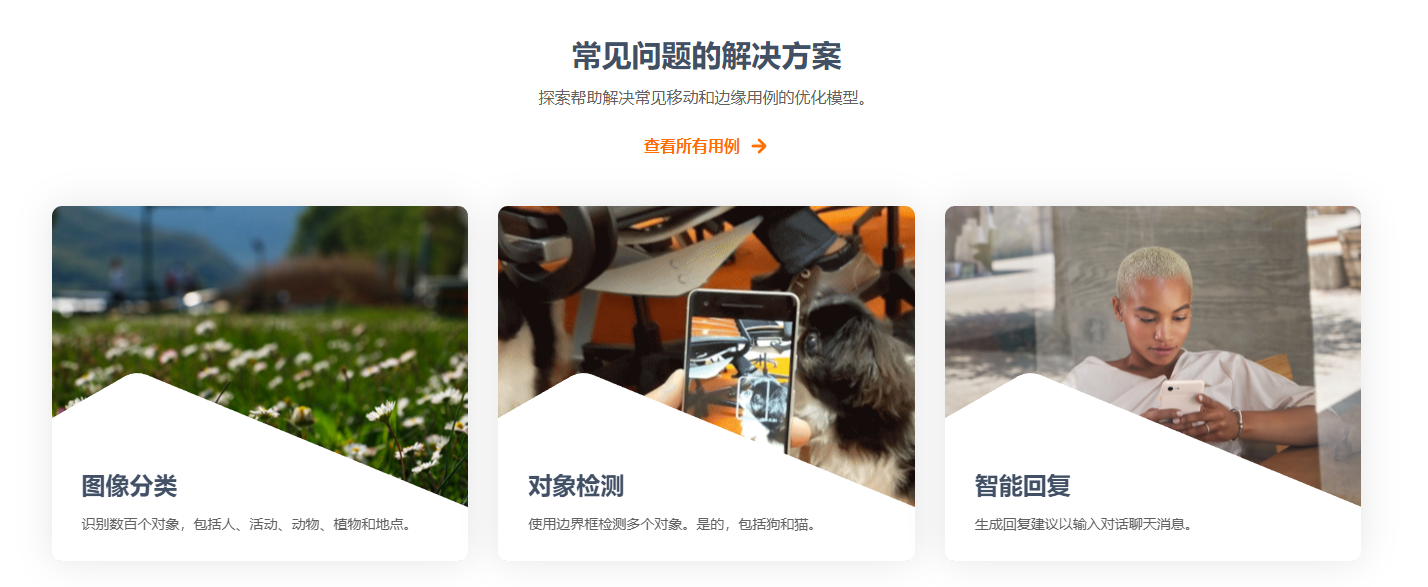 常见问题的解决方案
探索帮助解决常见移动和边缘用例的优化模型。
查看所有用例
图像分类
识别数百个对象，包括人、活动、动物、植物和地点。
对象检测
使用边界框检测多个对象。是的，包括狗和猫。
智能回复
生成回复建议以输入对话聊天消息。